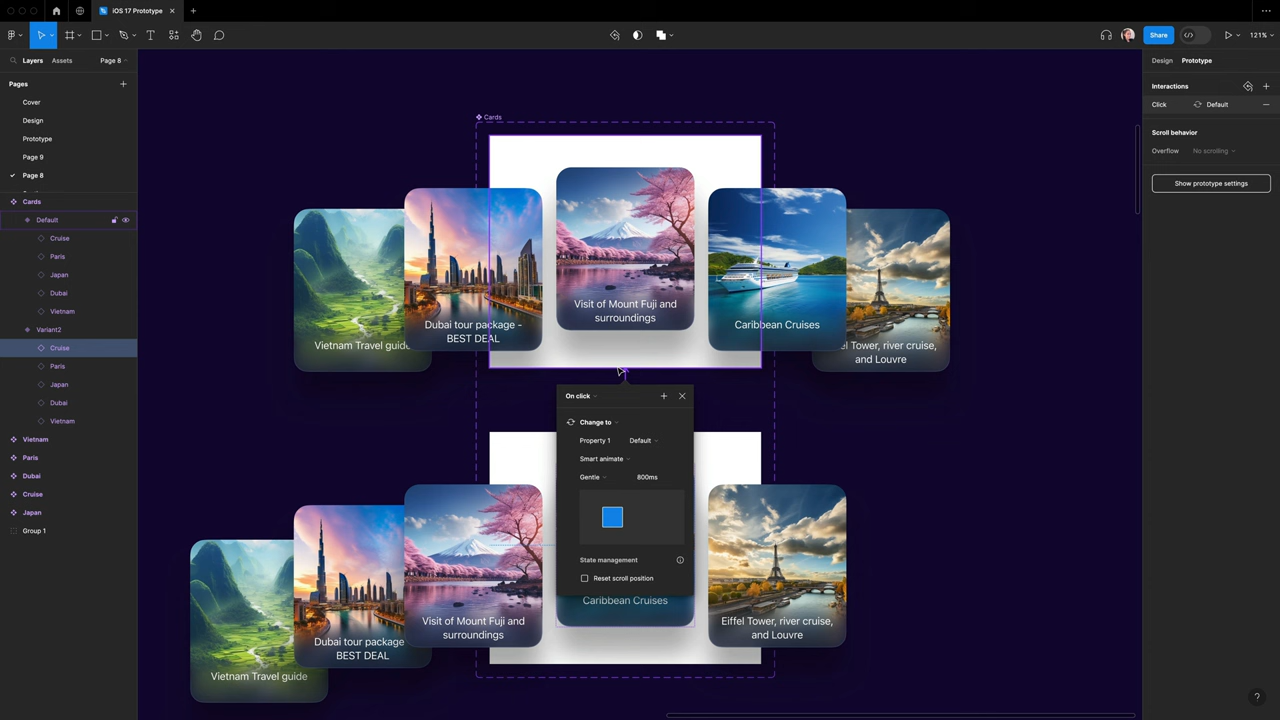 iOS 17 Prototype
Share
121%
Layers
Assets
Page 8
Pages
Cover
Design
Prototype
Page 9
Page 8
Cards
Default
Cruise
Paris
Japan
Dubai
Vietnam
Variant2
Cruise
Paris
Japan
Dubai
Vietnam
Vietnam
Paris
Dubai
Cruise
Japan
Group 1
Cards
Vietnam Travel guide
Dubai tour package -
BEST DEAL
Visit of Mount Fuji and
surroundings
Caribbean Cruises
el Tower, river cruise,
and Louvre
On click
Change to
Property 1
Default
Smart animate
Gentle
800ms
State management
Reset scroll position
Vietnam Travel guide
Dubai tour package
BEST DEAL
Visit of Mount Fuji and
surroundings
Caribbean Cruises
Eiffel Tower, river cruise,
and Louvre
Design
Prototype
Interactions
Click
Default
Scroll behavior
Overflow
No scrolling
Show prototype settings
?